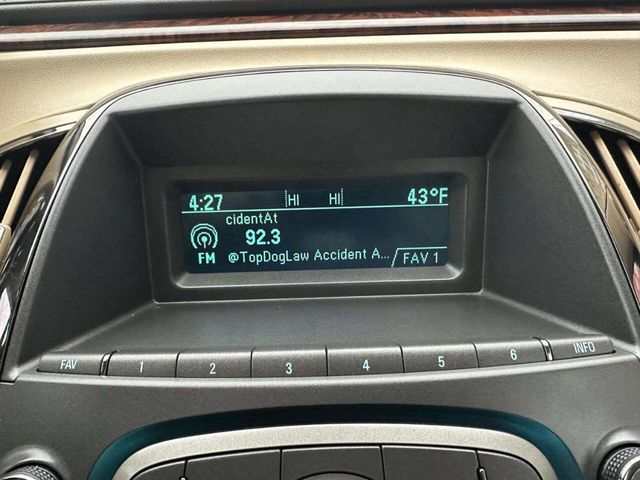 4:27 HI HI 43°F
cidentAt
92.3
FM @TopDogLaw Accident A... FAV 1
FAV 1 2 3 4 5 6 INFO